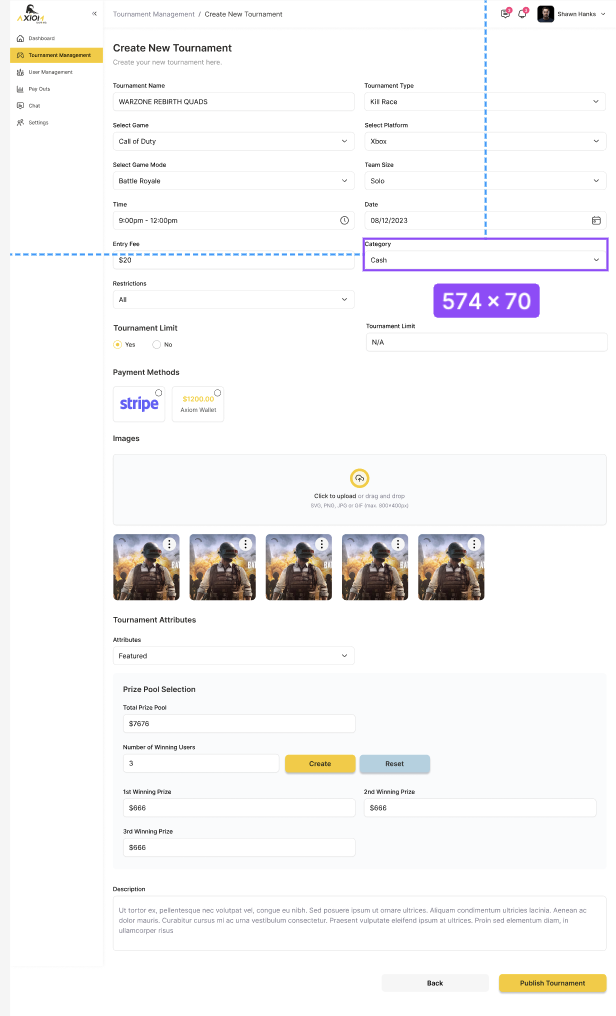 AXIOM
Tournament Management / Create New Tournament
Shawn Hanks
Dashboard
Tournament Management
User Management
Pay Outs
Chat
Settings
Create New Tournament
Create your new tournament here.
Tournament Name
Tournament Type
WARZONE REBIRTH QUADS
Kill Race
Select Game
Select Platform
Call of Duty
Xbox
Select Game Mode
Team Size
Battle Royale
Solo
Time
Date
9:00pm - 12:00pm
08/12/2023
Entry Fee
Category
$20
Cash
Restrictions
All
574 × 70
Tournament Limit
Tournament Limit
Yes
No
N/A
Payment Methods
stripe
$1200.00
Axiom Wallet
Images
Click to upload or drag and drop
SVG, PNG, JPG or GIF (max. 900×400px)
Tournament Attributes
Attributes
Featured
Prize Pool Selection
Total Prize Pool
$7676
Number of Winning Users
3
Create
Reset
1st Winning Prize
2nd Winning Prize
$666
$666
3rd Winning Prize
$666
Description
Ut tortor ex, pellentesque nec volutpat vel, congue eu nibh. Sed posuere ipsum ut ornare ultrices. Aliquam condimentum ultricies lacinia. Aenean ac
dolor mauris. Curabitur cursus mi ac urna vestibulum consectetur. Praesent vulputate eleifend ipsum at ultrices. Proin sed elementum diam, in
ullamcorper risus
Back
Publish Tournament